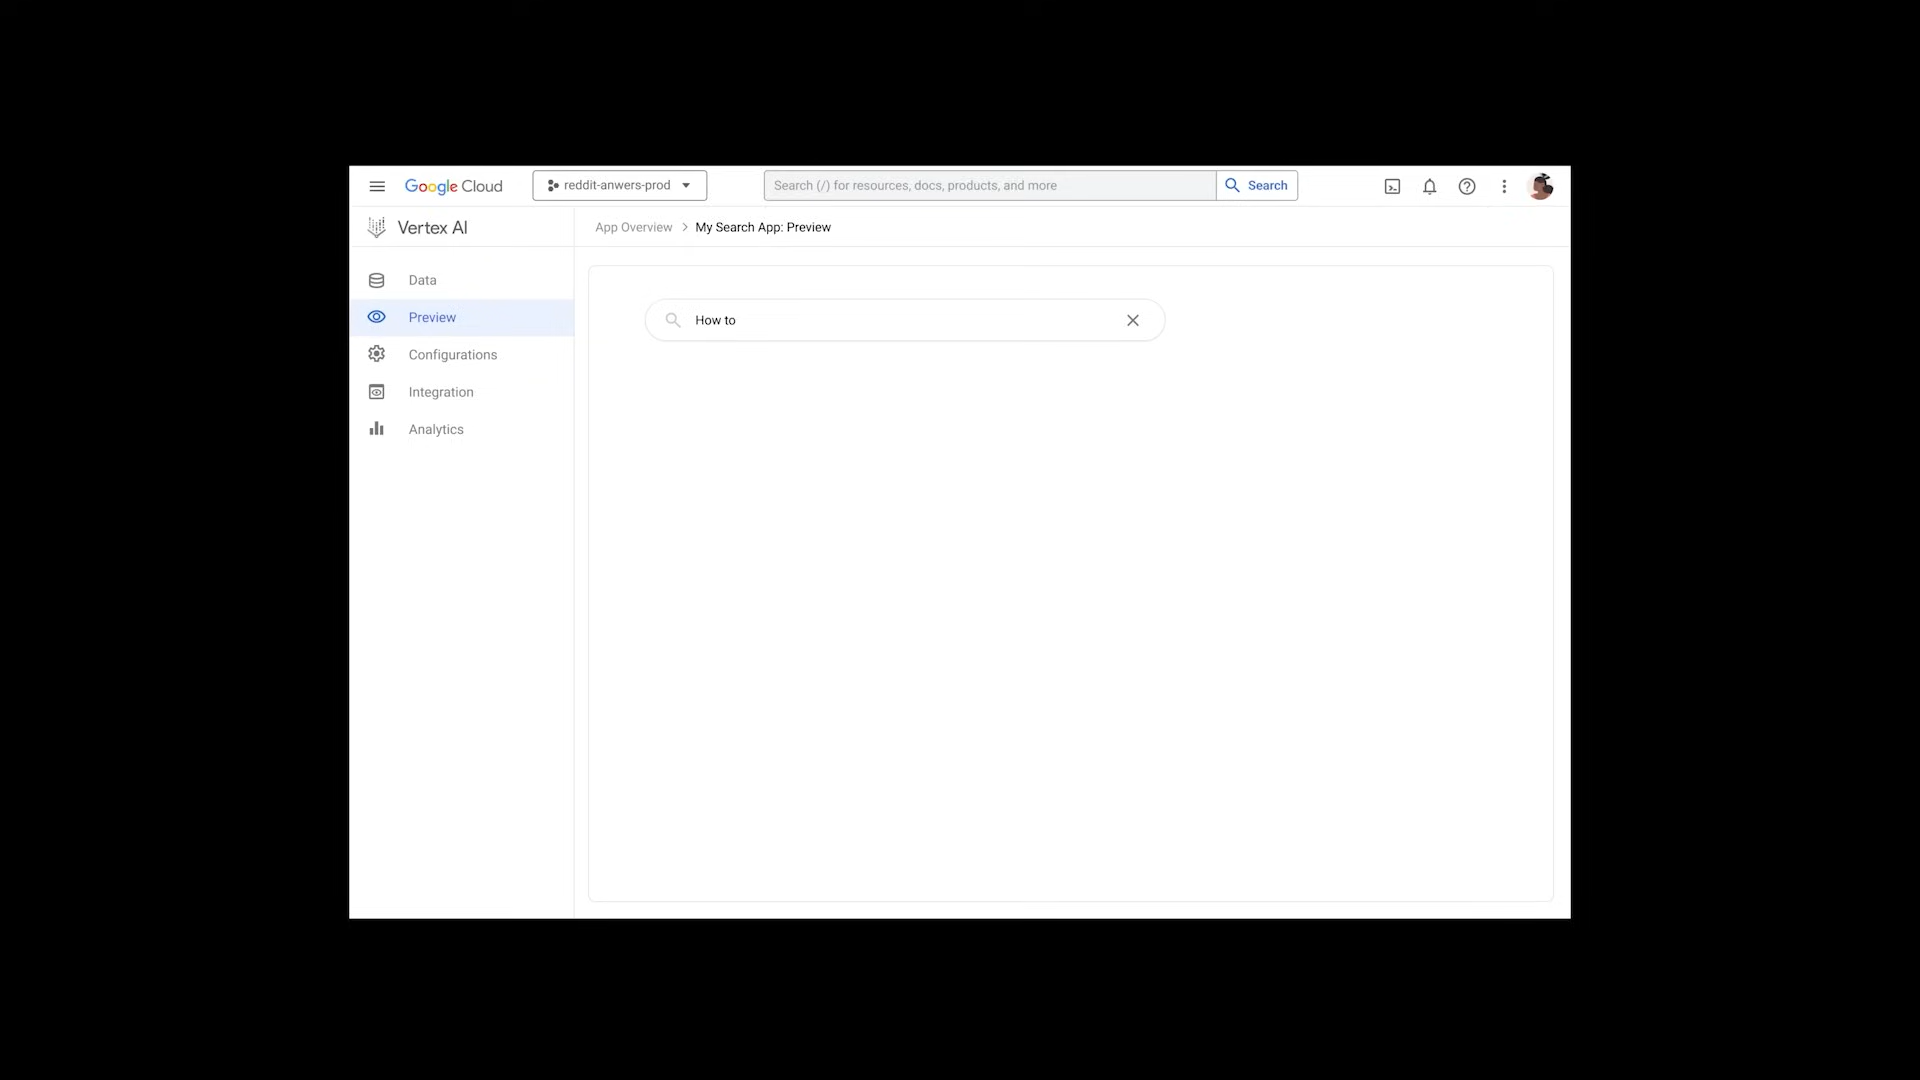 Google Cloud
reddit-anwers-prod
Search (/) for resources, docs, products, and more
Search
Vertex AI
App Overview > My Search App: Preview
Data
Preview
Configurations
Integration
Analytics
How to